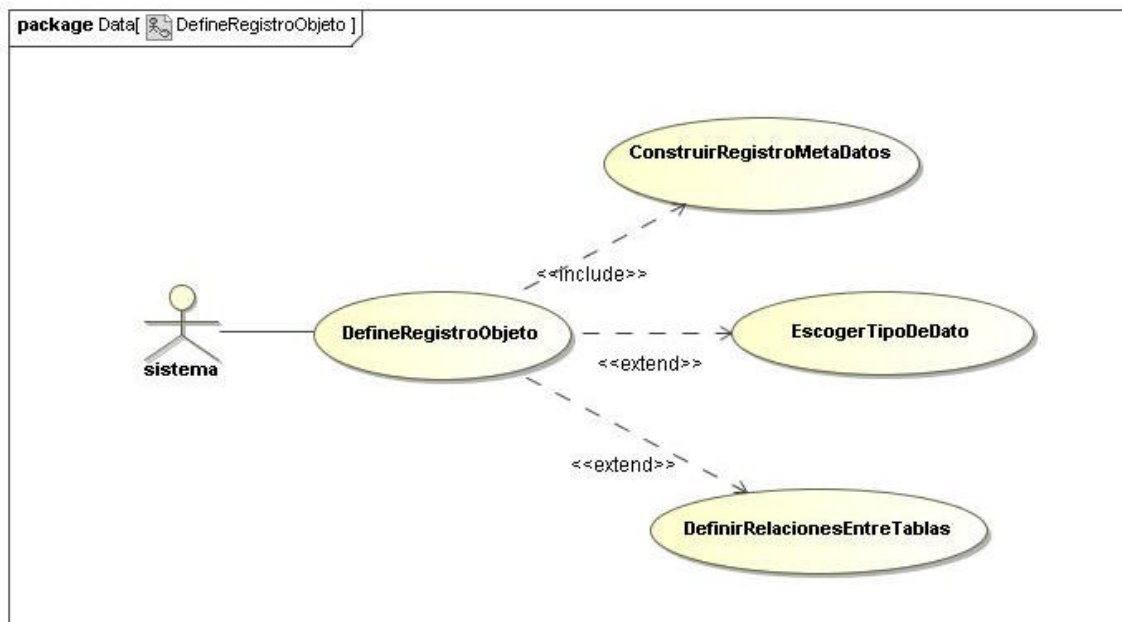 package Data[ DefineRegistroObjeto ]
ConstruirRegistroMetaDatos
<<include>>
DefineRegistroObjeto
EscogerTipoDeDato
<<extend>>
sistema
<<extend>>
DefinirRelacionesEntreTablas